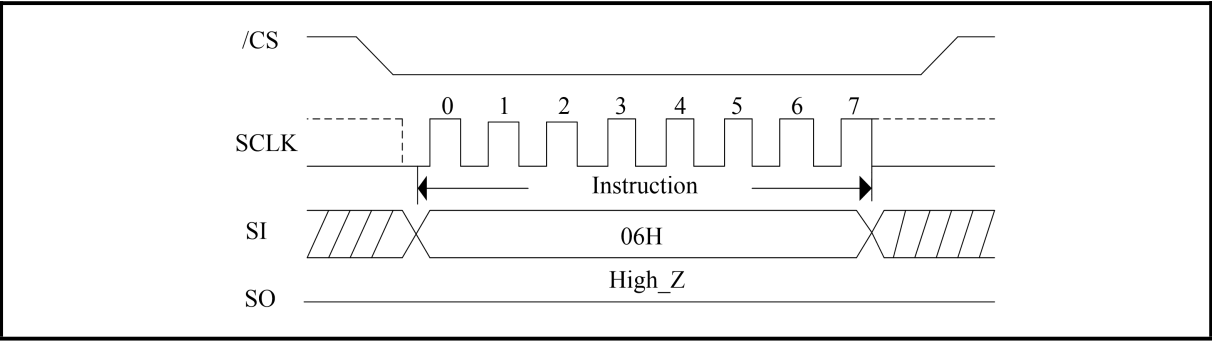 /CS
0 1 2 3 4 5 6 7
SCLK
Instruction
SI
06H
High_Z
SO